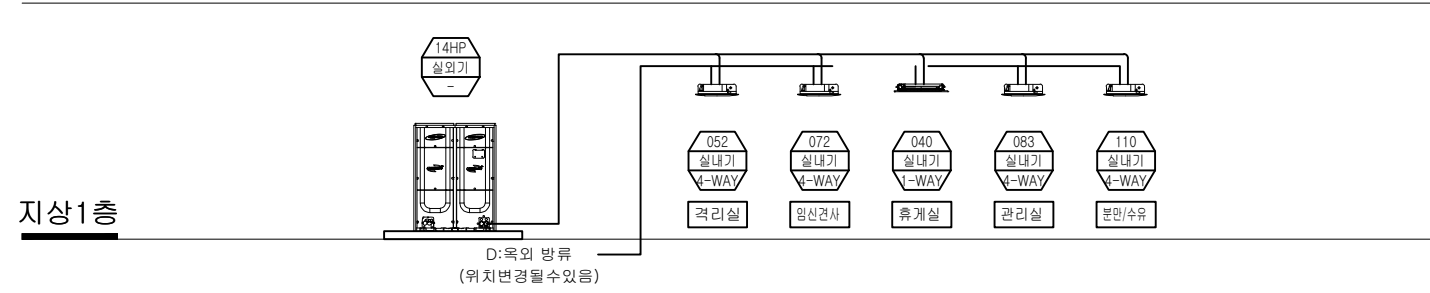 14HP
실외기
-
052
실내기
4-WAY
072
실내기
4-WAY
040
실내기
1-WAY
083
실내기
4-WAY
110
실내기
4-WAY
격리실
임신견사
휴게실
관리실
분만/수유
지상1층
D:옥외 방류
(위치변경될수있음)